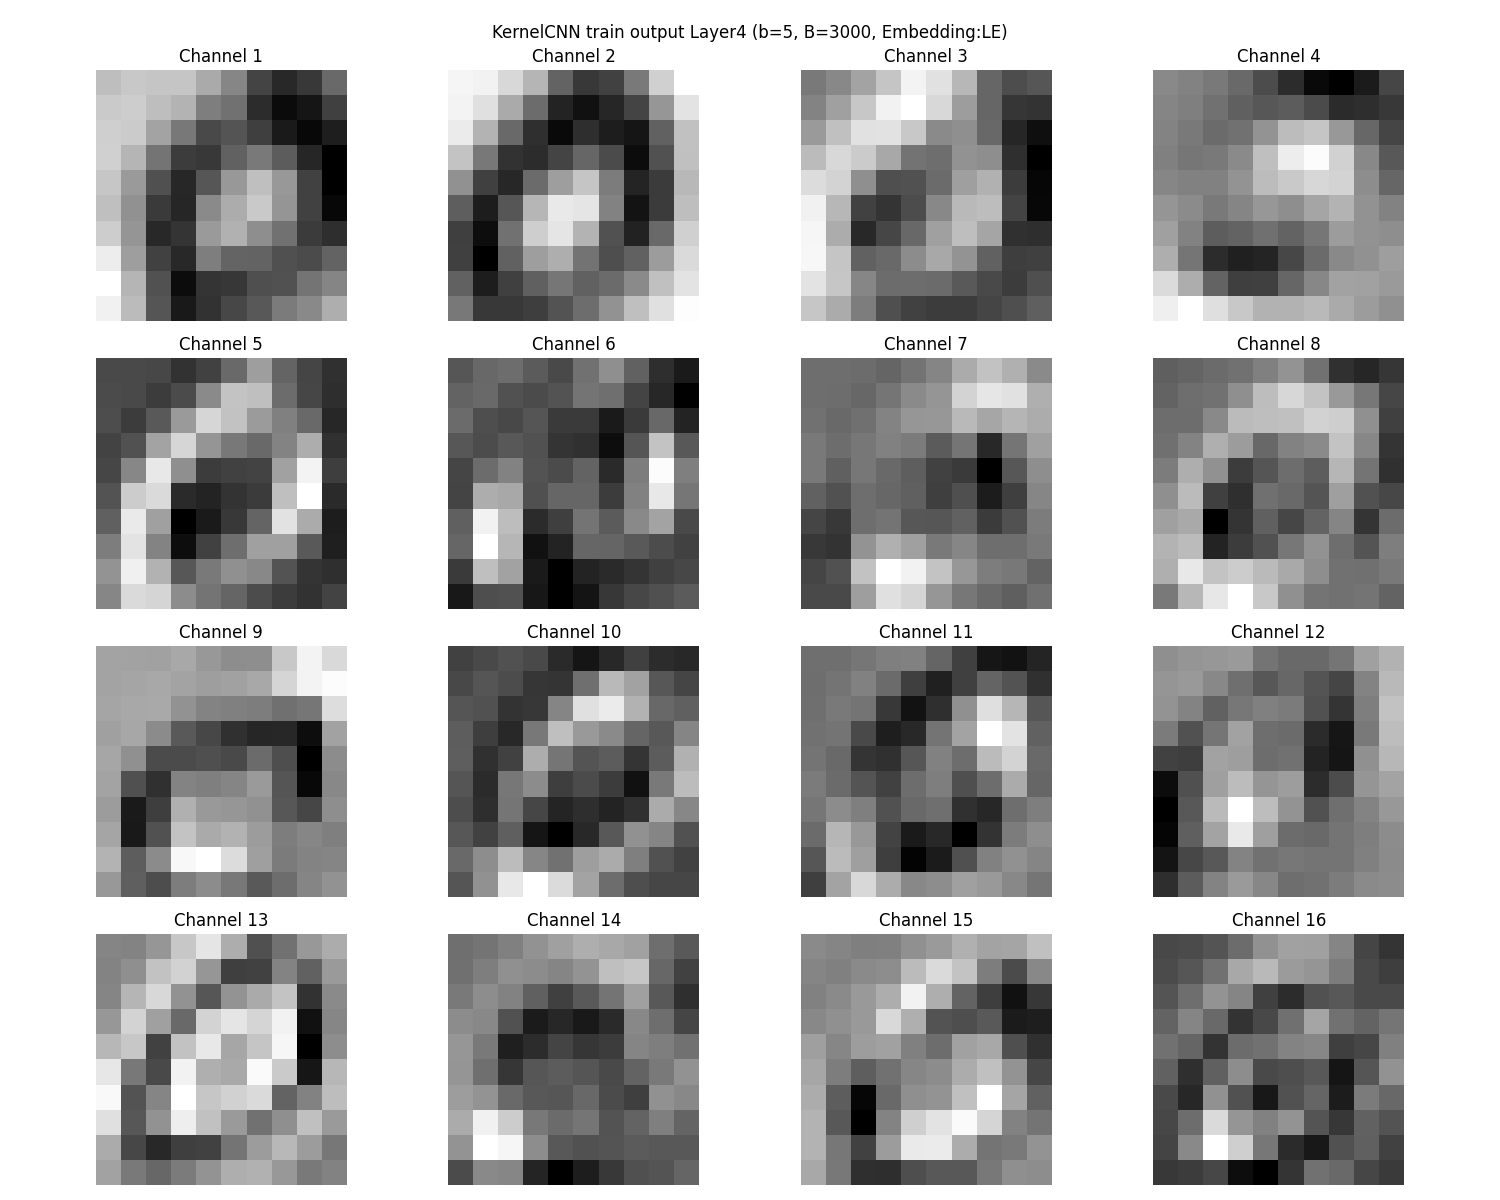 KernelCNN train output Layer4 (b=5, B=3000, Embedding:LE)
Channel 1
Channel 2
Channel 3
Channel 4
Channel 5
Channel 6
Channel 7
Channel 8
Channel 9
Channel 10
Channel 11
Channel 12
Channel 13
Channel 14
Channel 15
Channel 16